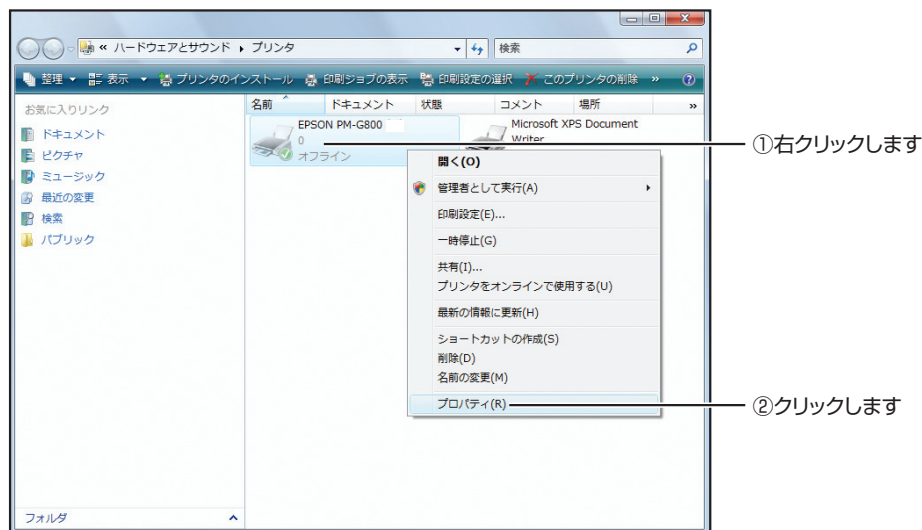 « ハードウェアとサウンド ▸ プリンタ
検索
整理 表示 プリンタのインストール 印刷ジョブの表示 印刷設定の選択 このプリンタの削除 » ?
お気に入りリンク
ドキュメント
ピクチャ
ミュージック
最近の変更
検索
パブリック
フォルダ
名前 ドキュメント 状態 コメント 場所 »
EPSON PM-G800
0
オフライン
Microsoft XPS Document
Writer
開く(O)
管理者として実行(A)
印刷設定(E)...
一時停止(G)
共有(I)...
プリンタをオンラインで使用する(U)
最新の情報に更新(H)
ショートカットの作成(S)
削除(D)
名前の変更(M)
プロパティ(R)
①右クリックします
②クリックします